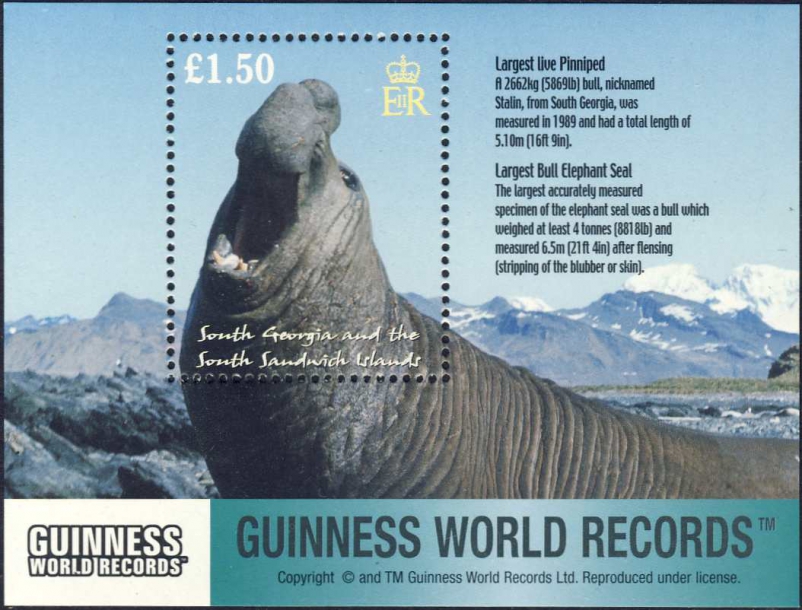 £1.50
EIIR
South Georgia and the
South Sandwich Islands
Largest live Pinniped
A 2662kg (5869lb) bull, nicknamed
Stalin, from South Georgia, was
measured in 1989 and had a total length of
5.10m (16ft 9in).
Largest Bull Elephant Seal
The largest accurately measured
specimen of the elephant seal was a bull which
weighed at least 4 tonnes (8818lb) and
measured 6.5m (21ft 4in) after flensing
(stripping of the blubber or skin).
GUINNESS
WORLD RECORDS™
GUINNESS WORLD RECORDS™
Copyright © and TM Guinness World Records Ltd. Reproduced under license.